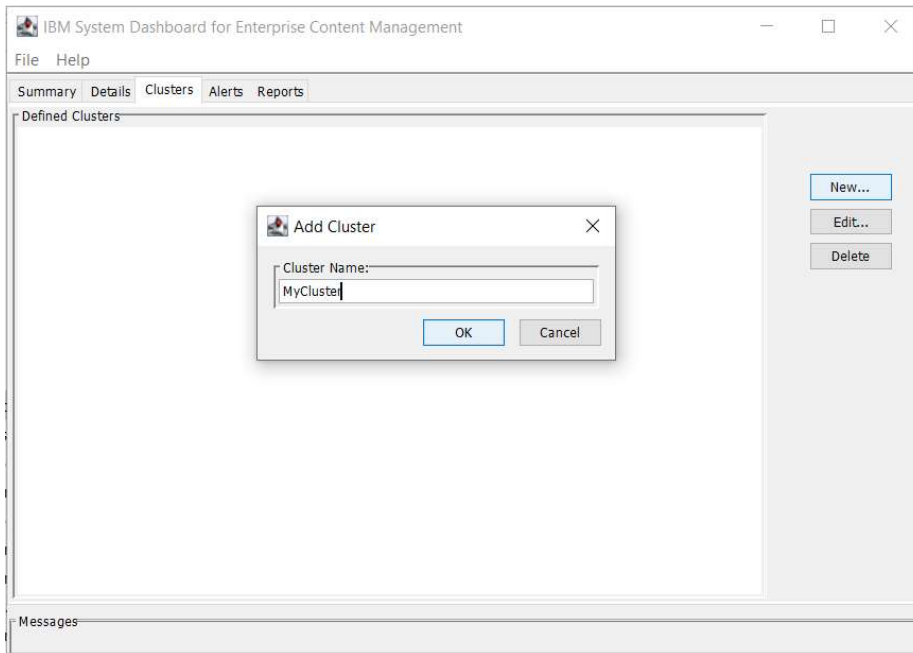 IBM System Dashboard for Enterprise Content Management
File Help
Summary Details Clusters Alerts Reports
Defined Clusters
New...
Edit...
Delete
Add Cluster
Cluster Name:
MyCluster
OK Cancel
Messages